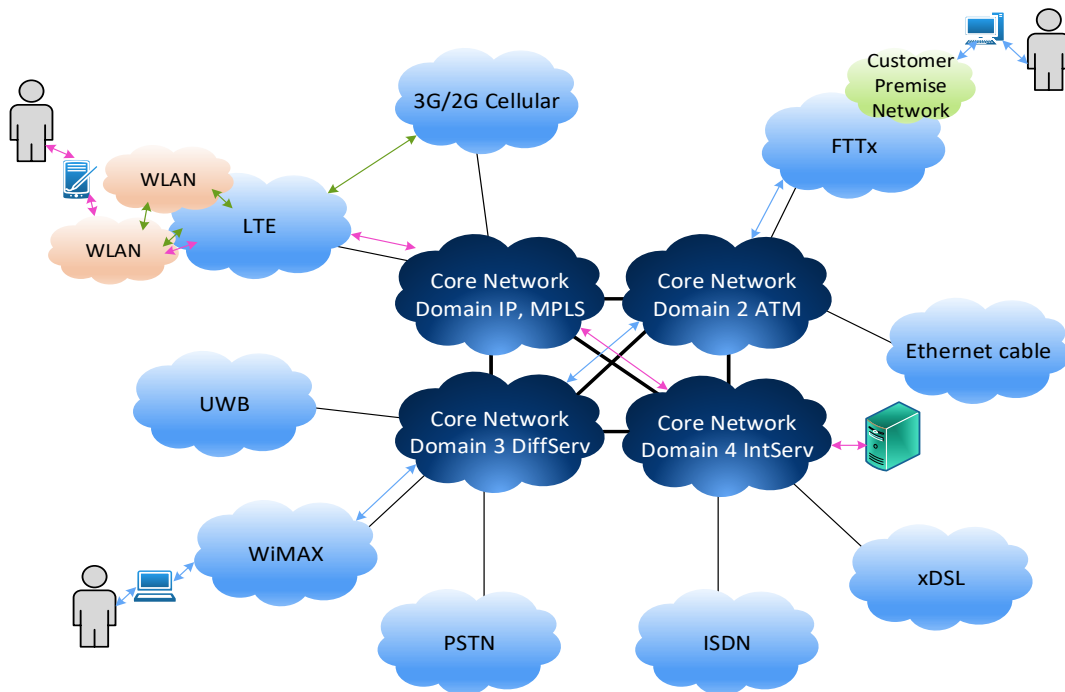 Customer
Premise
Network
3G/2G Cellular
FTTx
WLAN
LTE
WLAN
Core Network
Domain IP, MPLS
Core Network
Domain 2 ATM
Ethernet cable
UWB
Core Network
Domain 3 DiffServ
Core Network
Domain 4 IntServ
WiMAX
xDSL
PSTN
ISDN